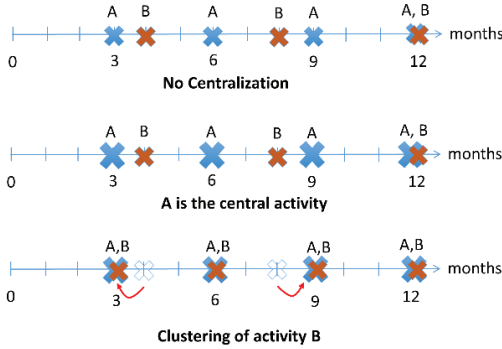 A B A B A A, B
months
0 3 6 9 12
No Centralization
A B A B A A, B
months
0 3 6 9 12
A is the central activity
A,B A,B A,B A,B
months
0 3 6 9 12
Clustering of activity B